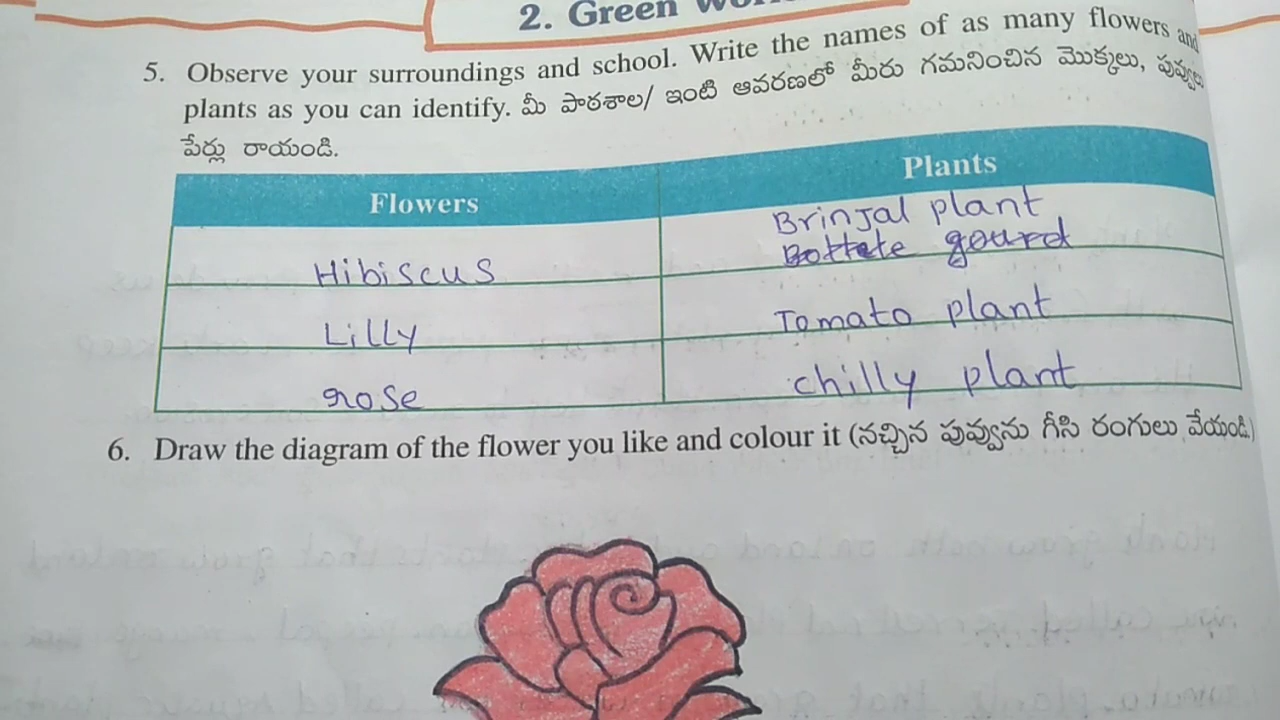 2. Green
5. Observe your surroundings and school. Write the names of as many flowers and
plants as you can identify. మీ పాఠశాల/ ఇంటి ఆవరణలో మీరు గమనించిన మొక్కలు, పువ్వుల
పేర్లు రాయండి.
Flowers
Plants
Brinjal plant
Hibiscus
Bottete gourd
Lilly
Tomato plant
rose
chilly plant
6. Draw the diagram of the flower you like and colour it (నచ్చిన పువ్వును గీసి రంగులు వేయండి)